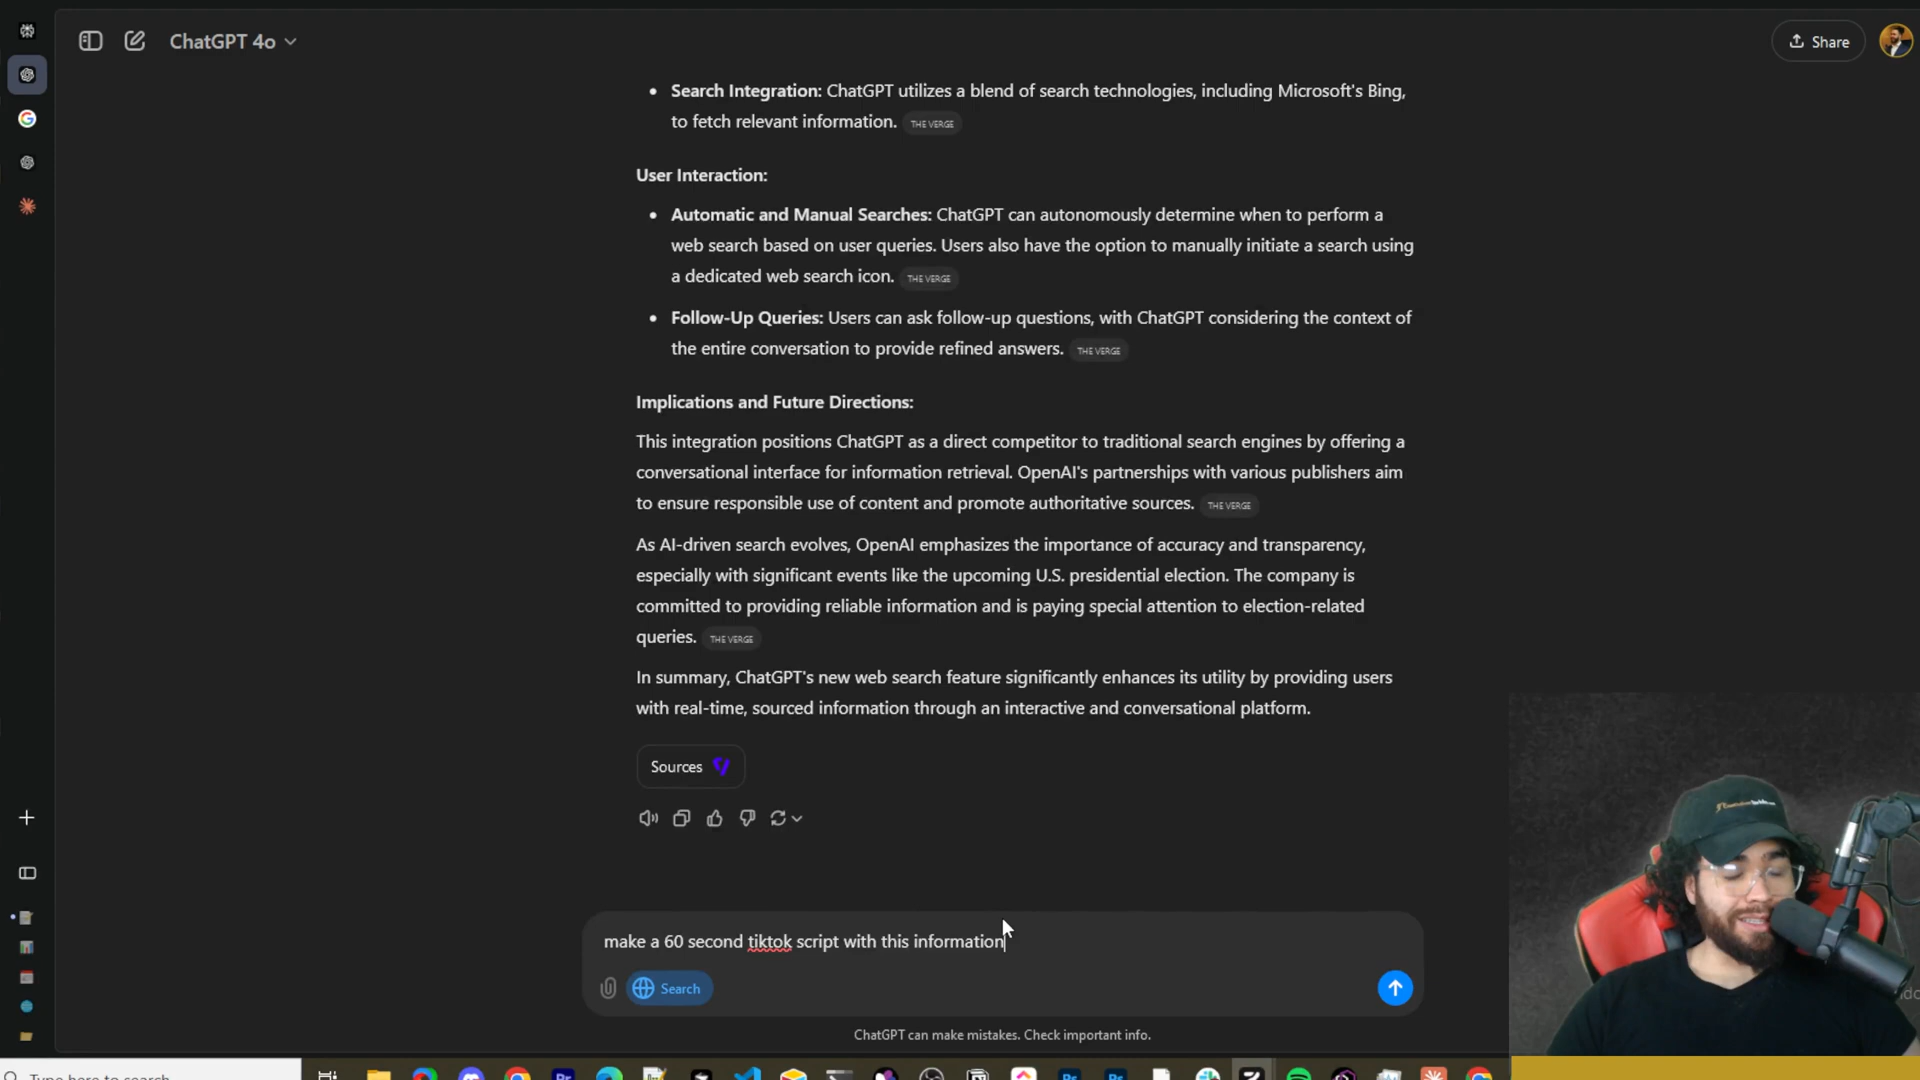 ChatGPT 4o
Share
• Search Integration: ChatGPT utilizes a blend of search technologies, including Microsoft's Bing,
to fetch relevant information. THE VERGE
User Interaction:
• Automatic and Manual Searches: ChatGPT can autonomously determine when to perform a
web search based on user queries. Users also have the option to manually initiate a search using
a dedicated web search icon. THE VERGE
• Follow-Up Queries: Users can ask follow-up questions, with ChatGPT considering the context of
the entire conversation to provide refined answers. THE VERGE
Implications and Future Directions:
This integration positions ChatGPT as a direct competitor to traditional search engines by offering a
conversational interface for information retrieval. OpenAI's partnerships with various publishers aim
to ensure responsible use of content and promote authoritative sources. THE VERGE
As AI-driven search evolves, OpenAI emphasizes the importance of accuracy and transparency,
especially with significant events like the upcoming U.S. presidential election. The company is
committed to providing reliable information and is paying special attention to election-related
queries. THE VERGE
In summary, ChatGPT's new web search feature significantly enhances its utility by providing users
with real-time, sourced information through an interactive and conversational platform.
Sources
make a 60 second tiktok script with this information
Search
ChatGPT can make mistakes. Check important info.
Type here to search